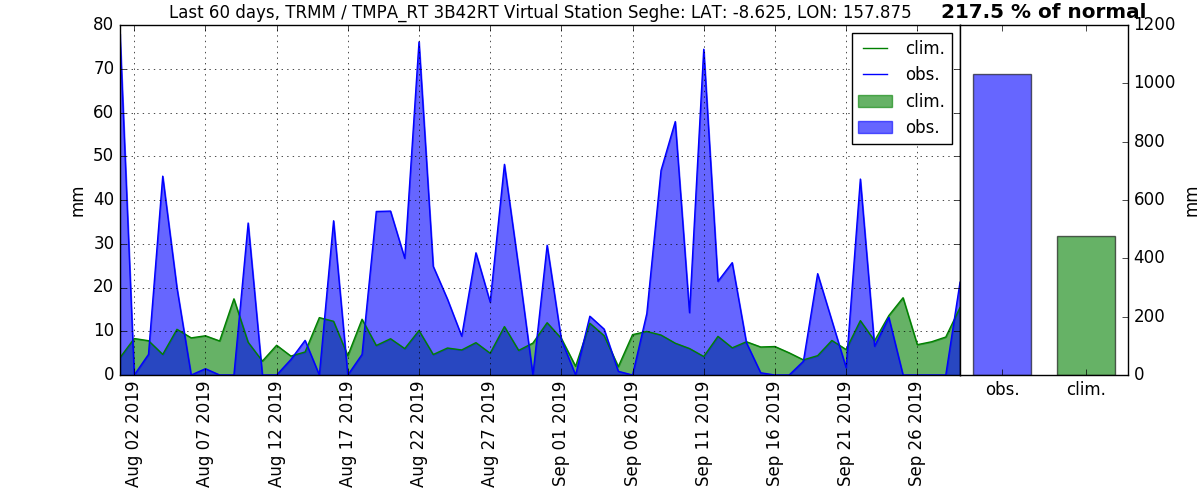 Last 60 days, TRMM / TMPA_RT 3B42RT Virtual Station Seghe: LAT: -8.625, LON: 157.875
217.5 % of normal
80
70
60
50
40
30
20
10
0
mm
clim.
obs.
clim.
obs.
1200
1000
800
600
400
200
0
mm
Aug 02 2019
Aug 07 2019
Aug 12 2019
Aug 17 2019
Aug 22 2019
Aug 27 2019
Sep 01 2019
Sep 06 2019
Sep 11 2019
Sep 16 2019
Sep 21 2019
Sep 26 2019
obs.
clim.